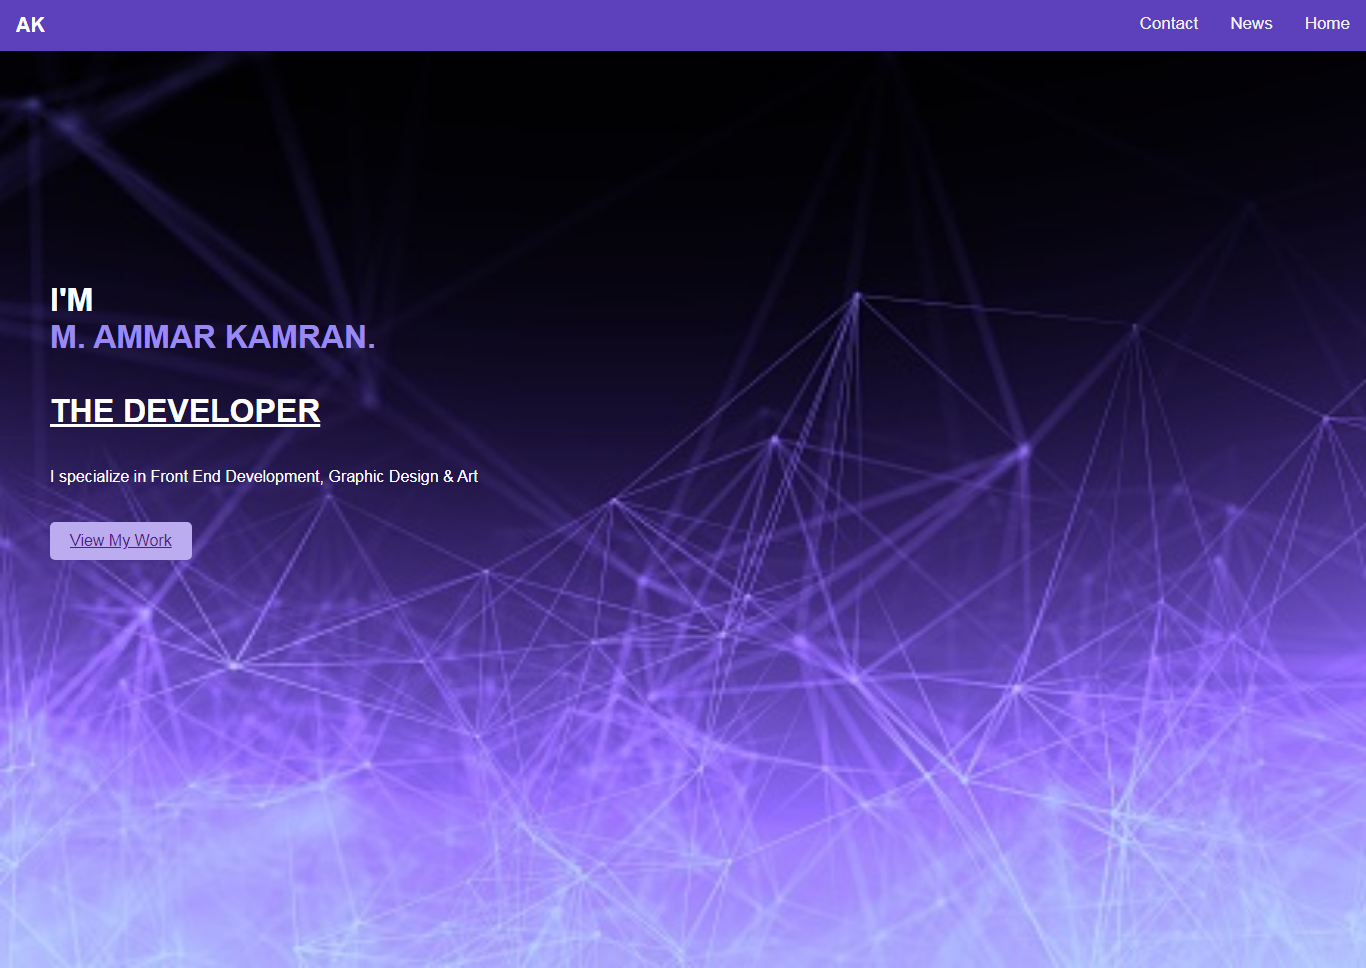 AK
Contact News Home
I'M
M. AMMAR KAMRAN.
THE DEVELOPER
I specialize in Front End Development, Graphic Design & Art
View My Work